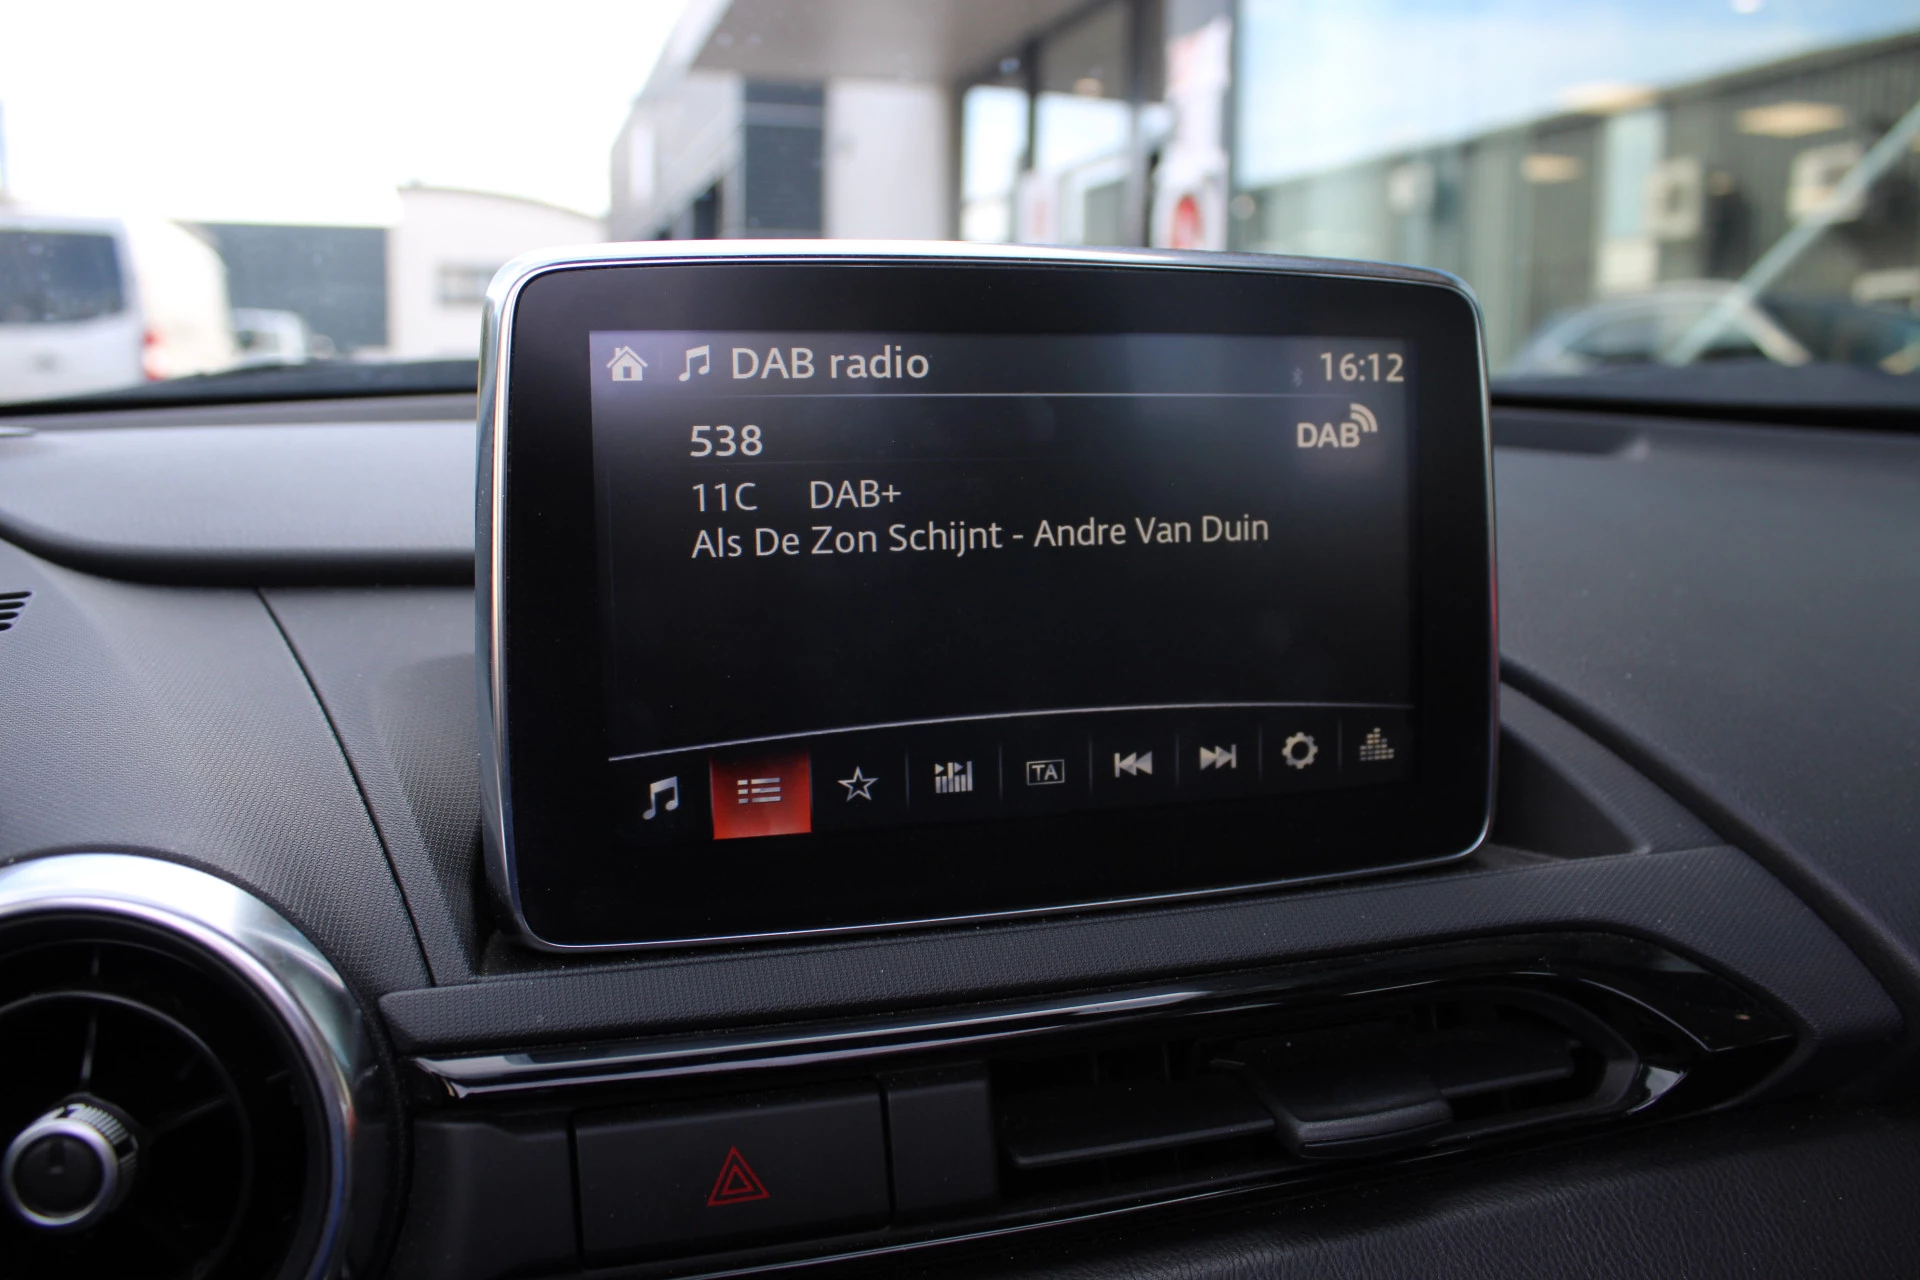 DAB radio 16:12
538 DAB
11C DAB+
Als De Zon Schijnt - Andre Van Duin
TA